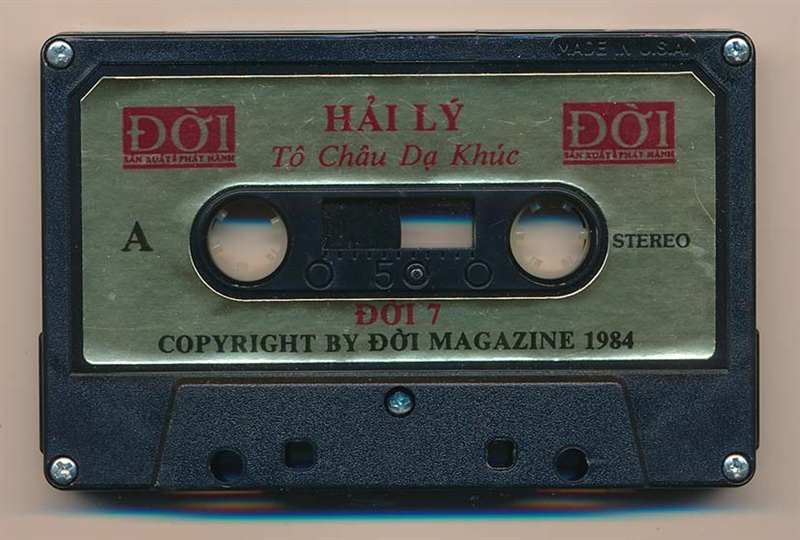 MADE IN U.S.A.
ĐỜI
SẢN XUẤT & PHÁT HÀNH
HẢI LÝ
Tô Châu Dạ Khúc
ĐỜI
SẢN XUẤT & PHÁT HÀNH
A
STEREO
5
ĐỜI 7
COPYRIGHT BY ĐỜI MAGAZINE 1984